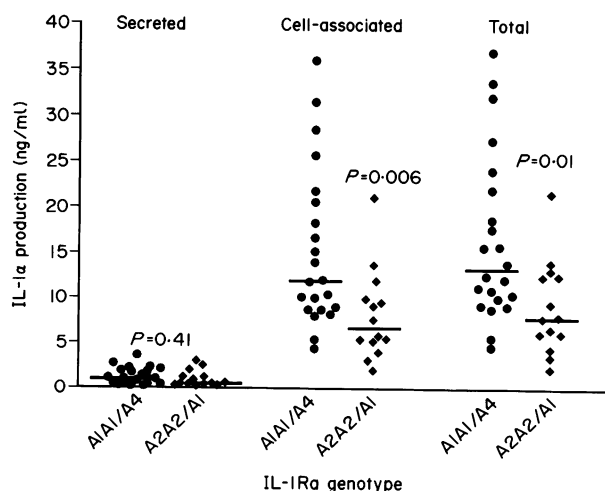 Secreted Cell-associated Total
40
35
30
25
20
15
10
5
0
IL-1α production (ng/ml)
P=0·41
P=0·006
P=0·01
A1A1/A4 A2A2/A1 A1A1/A4 A2A2/A1 A1A1/A4 A2A2/A1
IL-1Ra genotype